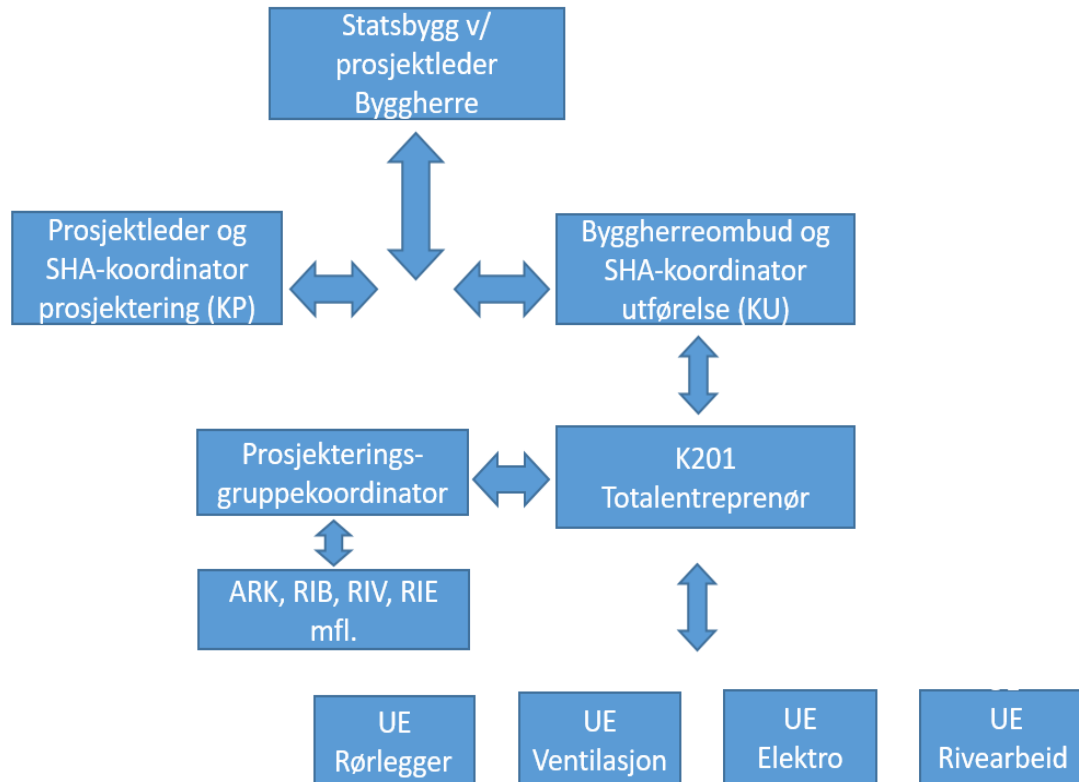 Statsbygg v/
prosjektleder
Byggherre
Prosjektleder og
SHA-koordinator
prosjektering (KP)
Byggherreombud og
SHA-koordinator
utførelse (KU)
Prosjekterings-
gruppekoordinator
K201
Totalentreprenør
ARK, RIB, RIV, RIE
mfl.
UE
Rørlegger
UE
Ventilasjon
UE
Elektro
UE
Rivearbeid